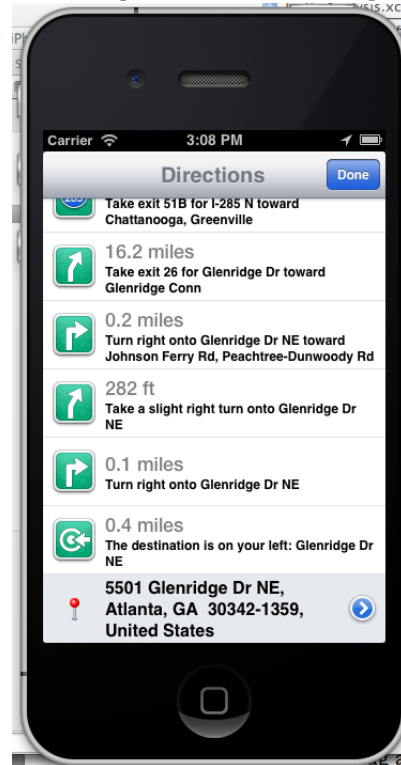 ysis.xc
Carrier 3:08 PM
Directions Done
285
Take exit 51B for I-285 N toward
Chattanooga, Greenville
16.2 miles
Take exit 26 for Glenridge Dr toward
Glenridge Conn
0.2 miles
Turn right onto Glenridge Dr NE toward
Johnson Ferry Rd, Peachtree-Dunwoody Rd
282 ft
Take a slight right turn onto Glenridge Dr
NE
0.1 miles
Turn right onto Glenridge Dr NE
0.4 miles
The destination is on your left: Glenridge Dr
NE
5501 Glenridge Dr NE,
Atlanta, GA 30342-1359,
United States